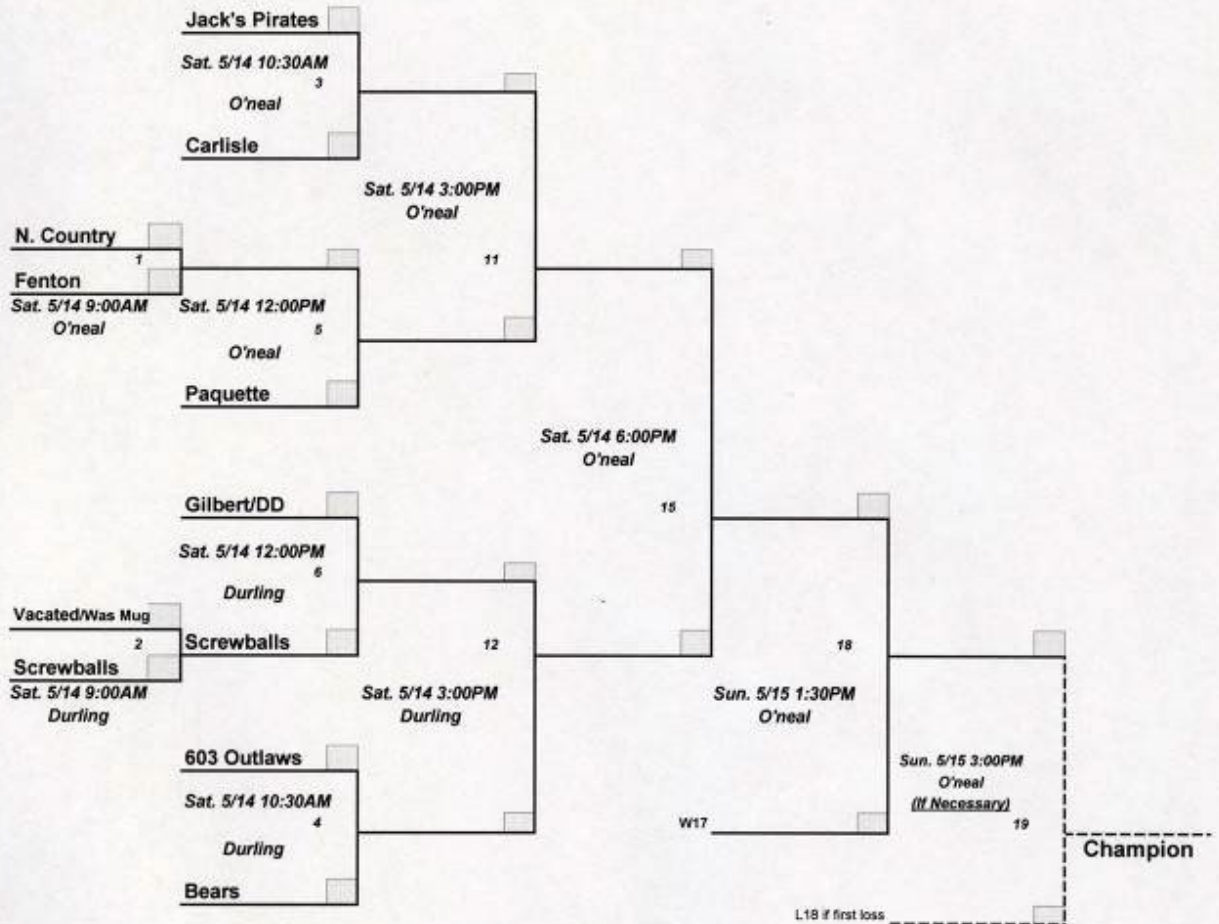 Jack's Pirates
Sat. 5/14 10:30AM
3
O'neal
Carlisle
Sat. 5/14 3:00PM
O'neal
11
N. Country
1
Fenton
Sat. 5/14 9:00AM
O'neal
Sat. 5/14 12:00PM
5
O'neal
Paquette
Sat. 5/14 6:00PM
O'neal
15
Gilbert/DD
Sat. 5/14 12:00PM
6
Durling
Screwballs
Vacated/Was Mug
2
Screwballs
Sat. 5/14 9:00AM
Durling
12
Sat. 5/14 3:00PM
Durling
603 Outlaws
Sat. 5/14 10:30AM
4
Durling
Bears
18
Sun. 5/15 1:30PM
O'neal
W17
Sun. 5/15 3:00PM
O'neal
(If Necessary)
19
Champion
L18 if first loss